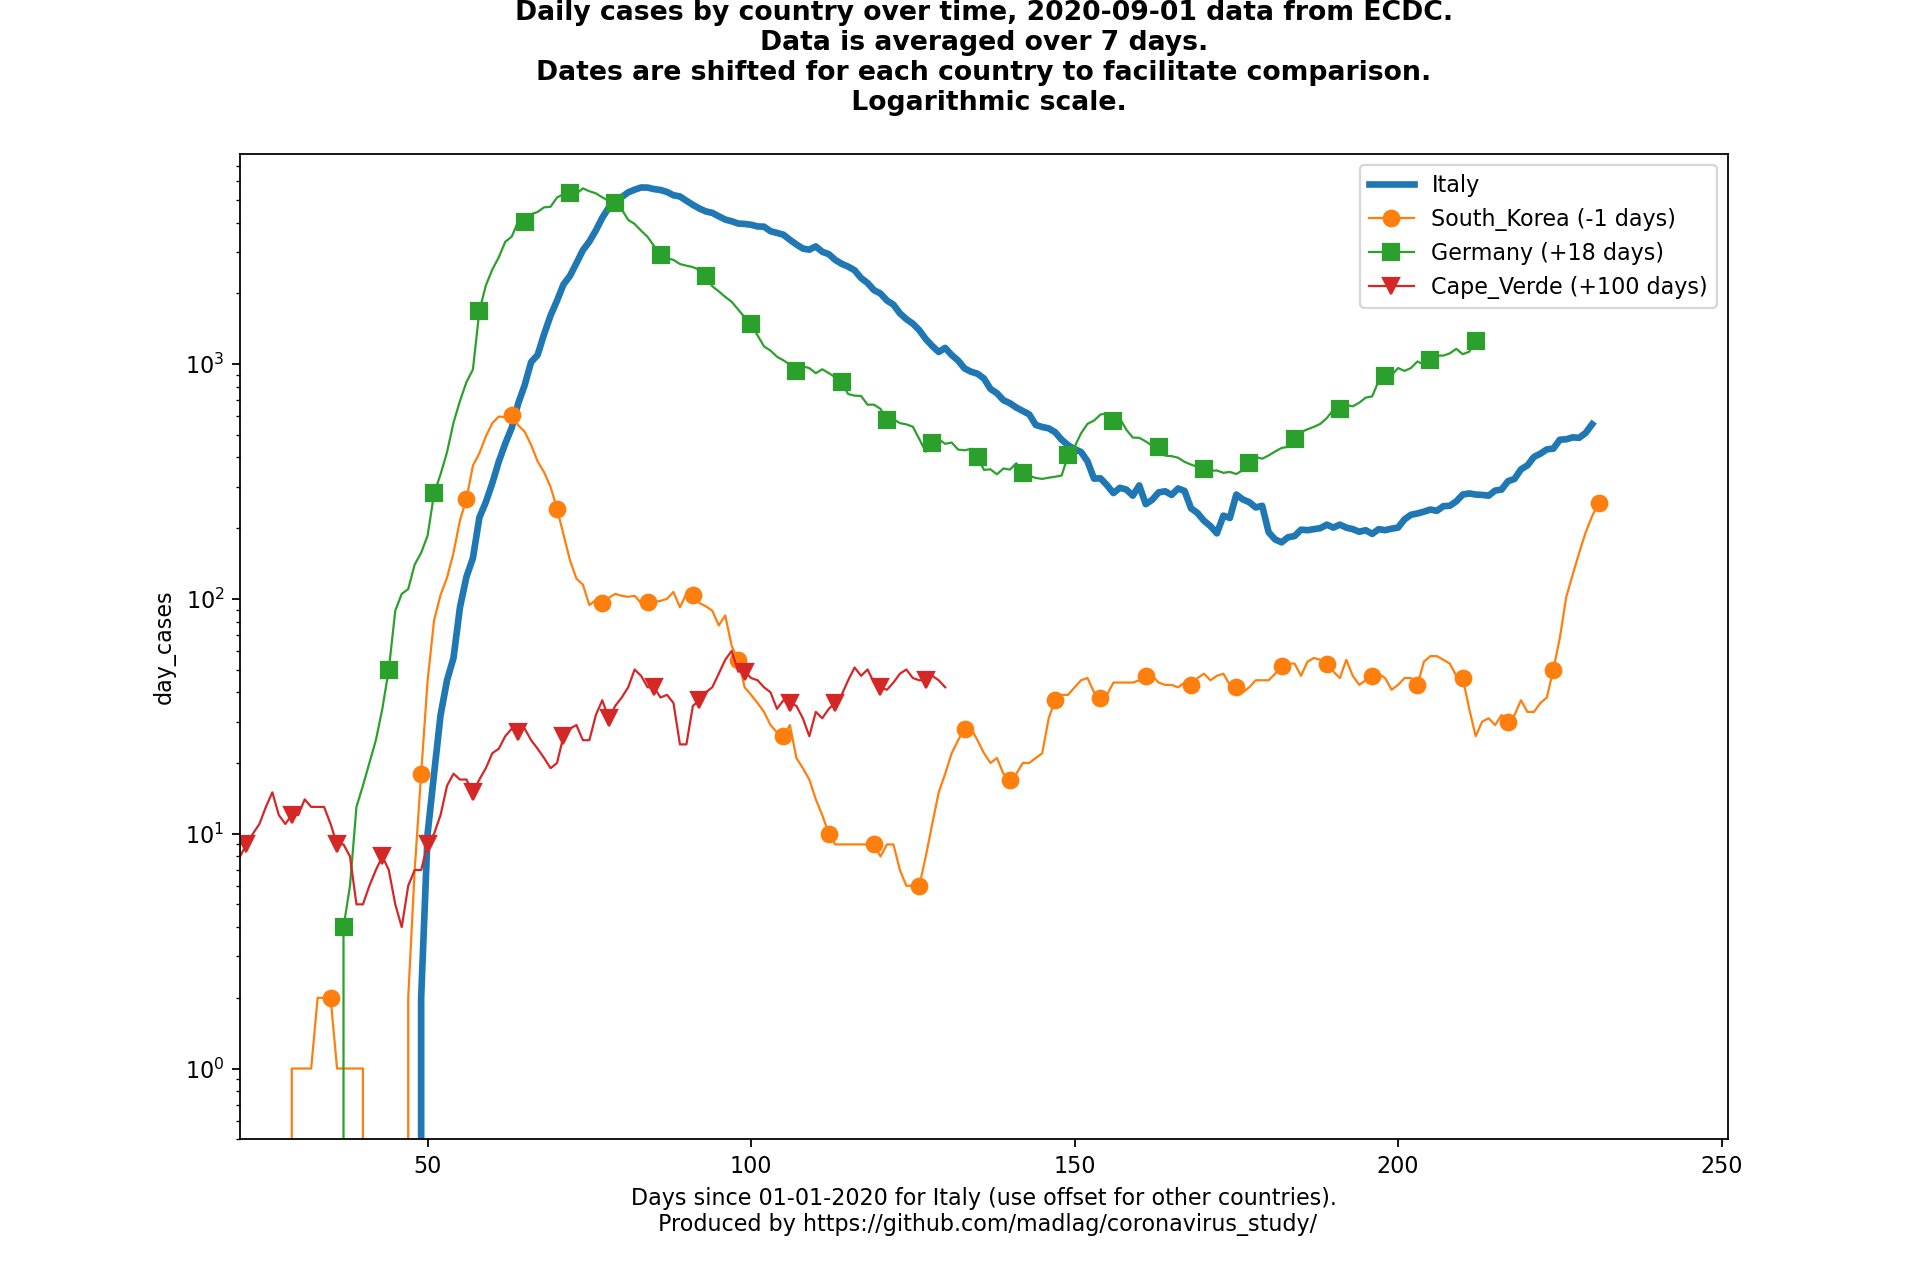 Daily cases by country over time, 2020-09-01 data from ECDC.
Data is averaged over 7 days.
Dates are shifted for each country to facilitate comparison.
Logarithmic scale.
Italy
South_Korea (-1 days)
Germany (+18 days)
Cape_Verde (+100 days)
day_cases
10³
10²
10¹
10⁰
50
100
150
200
250
Days since 01-01-2020 for Italy (use offset for other countries).
Produced by https://github.com/madlag/coronavirus_study/